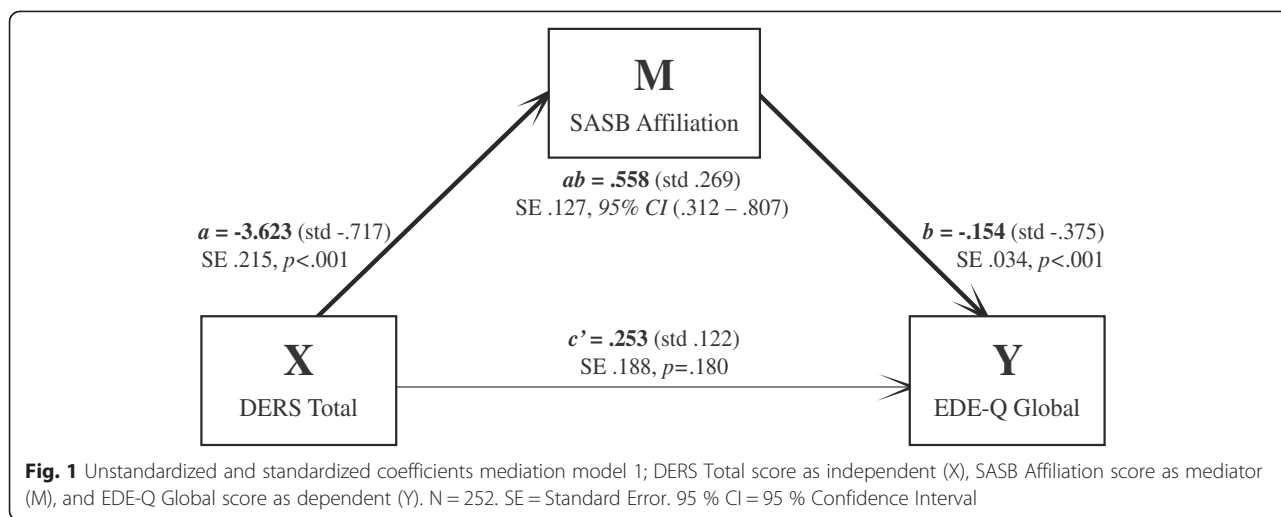 M
SASB Affiliation
ab = .558 (std .269)
SE .127, 95% CI (.312 – .807)
a = -3.623 (std -.717)
SE .215, p<.001
b = -.154 (std -.375)
SE .034, p<.001
c’ = .253 (std .122)
SE .188, p=.180
X
DERS Total
Y
EDE-Q Global
Fig. 1 Unstandardized and standardized coefficients mediation model 1; DERS Total score as independent (X), SASB Affiliation score as mediator
(M), and EDE-Q Global score as dependent (Y). N = 252. SE = Standard Error. 95 % CI = 95 % Confidence Interval